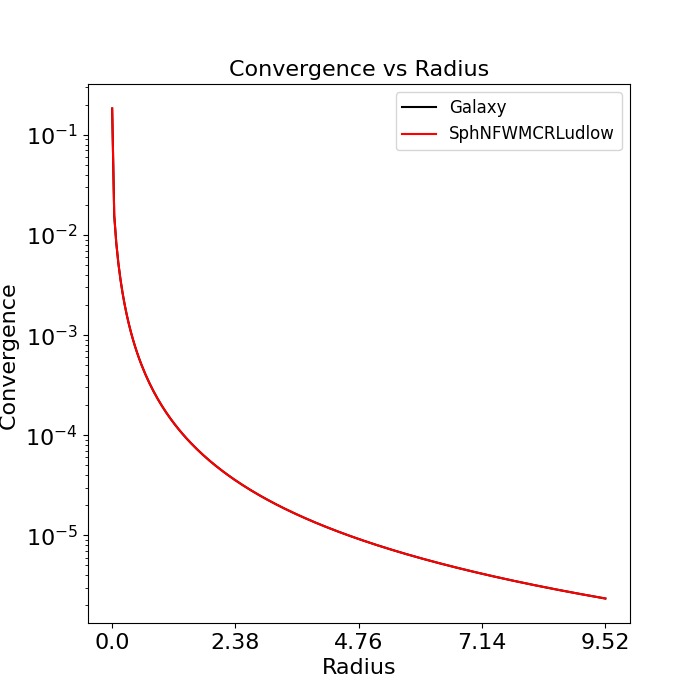 Convergence vs Radius
Galaxy
SphNFWMCRLudlow
Convergence
10⁻¹
10⁻²
10⁻³
10⁻⁴
10⁻⁵
0.0 2.38 4.76 7.14 9.52
Radius